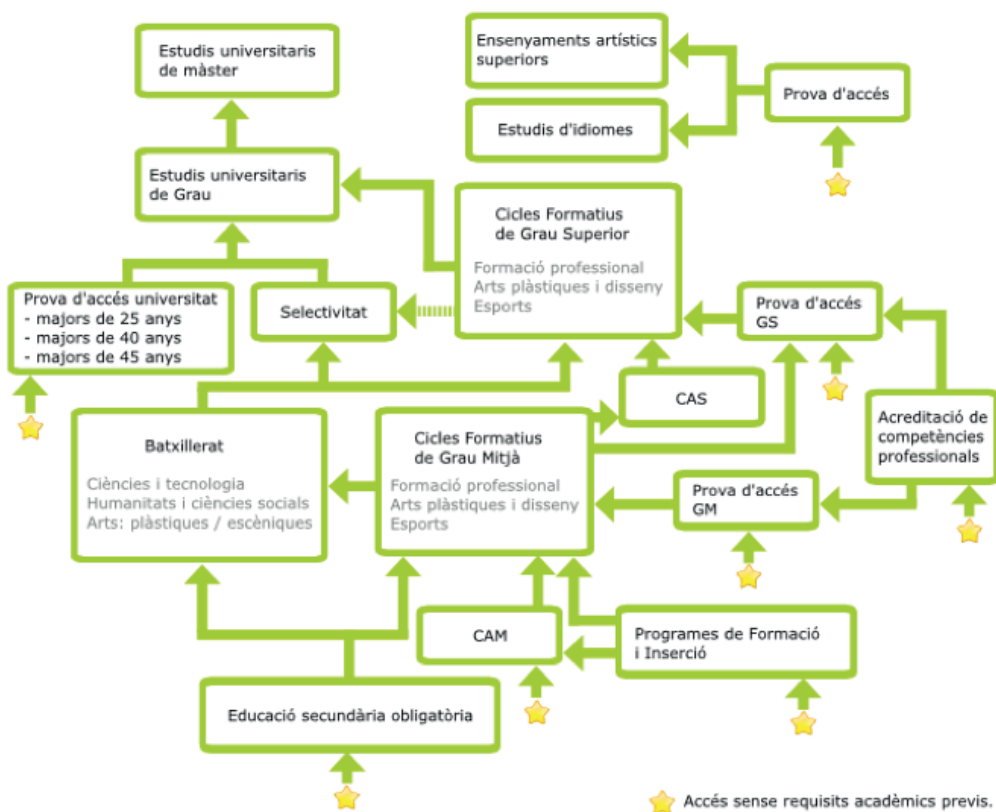 Estudis universitaris
de màster
Ensenyaments artístics
superiors
Prova d'accés
Estudis d'idiomes
Estudis universitaris
de Grau
Cicles Formatius
de Grau Superior
Formació professional
Arts plàstiques i disseny
Esports
Prova d'accés universitat
- majors de 25 anys
- majors de 40 anys
- majors de 45 anys
Selectivitat
Prova d'accés
GS
CAS
Acreditació de
competències
professionals
Batxillerat
Ciències i tecnologia
Humanitats i ciències socials
Arts: plàstiques / escèniques
Cicles Formatius
de Grau Mitjà
Formació professional
Arts plàstiques i disseny
Esports
Prova d'accés
GM
CAM
Programes de Formació
i Inserció
Educació secundària obligatòria
Accés sense requisits acadèmics previs.